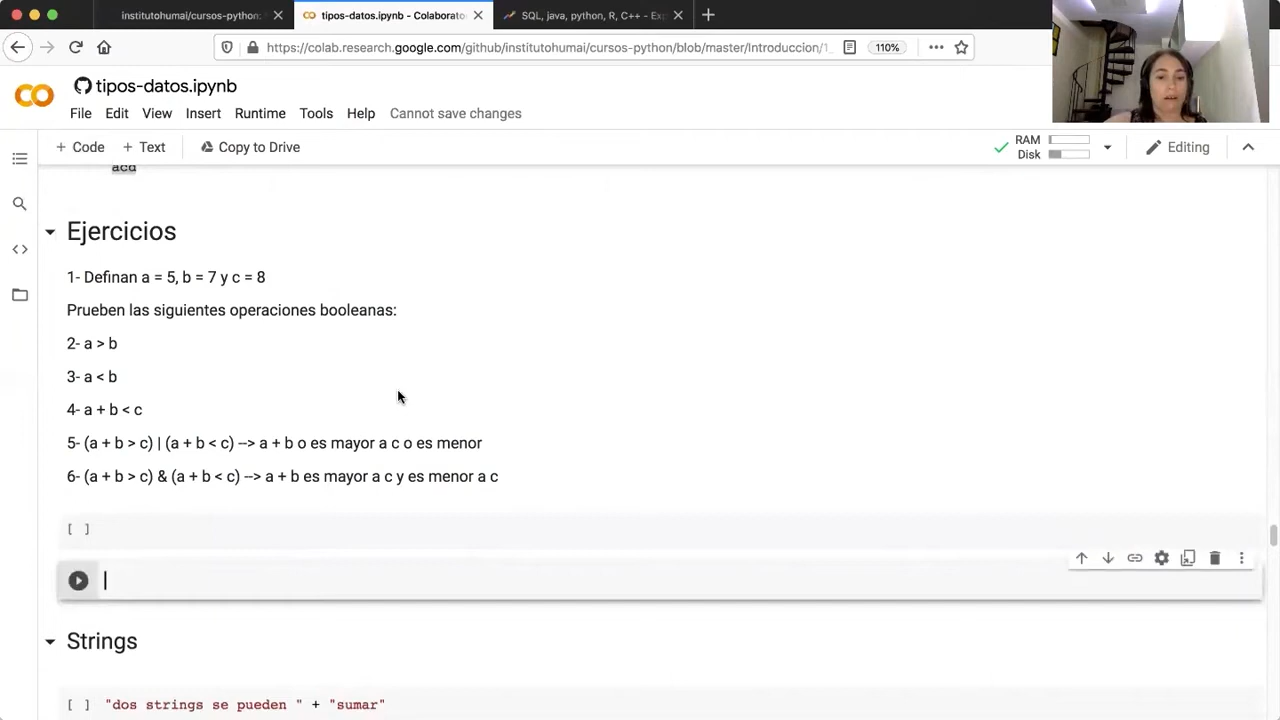 institutohumai/cursos-python:
tipos-datos.ipynb - Colaborato
SQL, java, python, R, C++ - Exp
https://colab.research.google.com/github/institutohumai/cursos-python/blob/master/Introduccion/1_
110%
tipos-datos.ipynb
File Edit View Insert Runtime Tools Help Cannot save changes
+ Code + Text Copy to Drive
RAM
Disk
Editing
acd
Ejercicios
1- Definan a = 5, b = 7 y c = 8
Prueben las siguientes operaciones booleanas:
2- a > b
3- a < b
4- a + b < c
5- (a + b > c) | (a + b < c) --> a + b o es mayor a c o es menor
6- (a + b > c) & (a + b < c) --> a + b es mayor a c y es menor a c
[ ]
Strings
[ ] "dos strings se pueden " + "sumar"